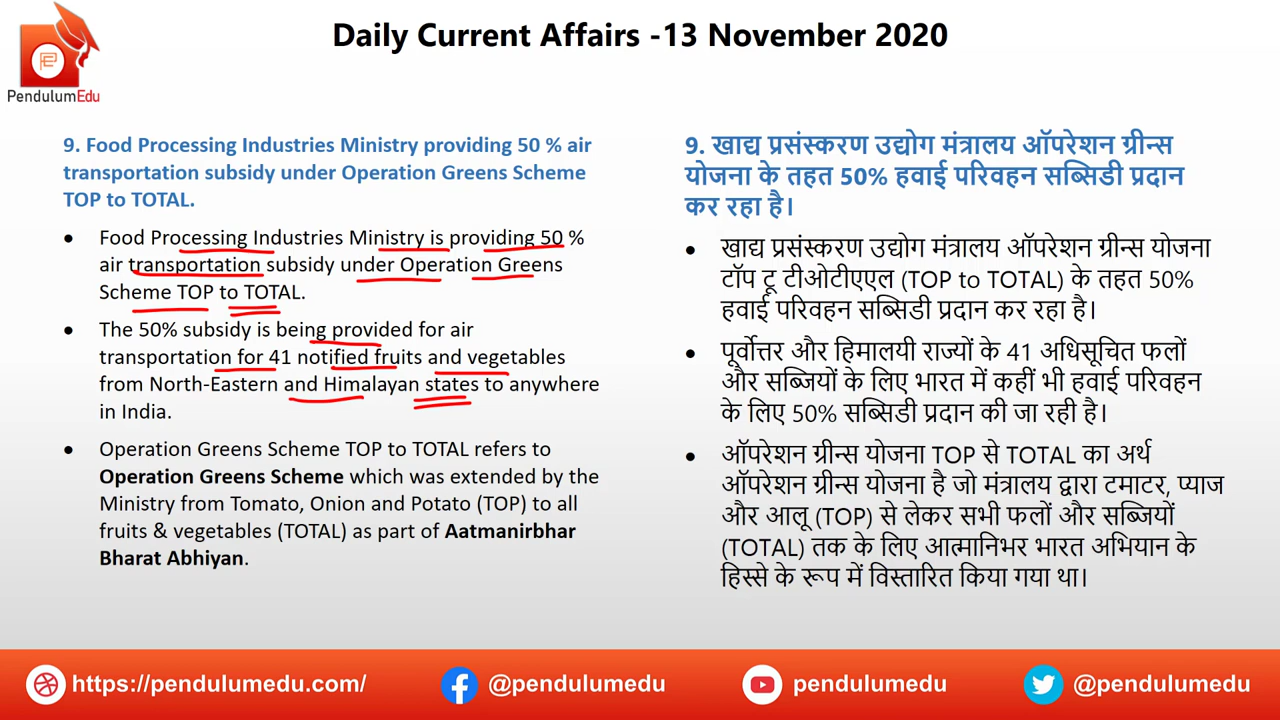 Daily Current Affairs -13 November 2020
PendulumEdu
9. Food Processing Industries Ministry providing 50 % air
transportation subsidy under Operation Greens Scheme
TOP to TOTAL.
• Food Processing Industries Ministry is providing 50 %
air transportation subsidy under Operation Greens
Scheme TOP to TOTAL.
• The 50% subsidy is being provided for air
transportation for 41 notified fruits and vegetables
from North-Eastern and Himalayan states to anywhere
in India.
• Operation Greens Scheme TOP to TOTAL refers to
Operation Greens Scheme which was extended by the
Ministry from Tomato, Onion and Potato (TOP) to all
fruits & vegetables (TOTAL) as part of Aatmanirbhar
Bharat Abhiyan.
9. खाद्य प्रसंस्करण उद्योग मंत्रालय ऑपरेशन ग्रीन्स
योजना के तहत 50% हवाई परिवहन सब्सिडी प्रदान
कर रहा है।
• खाद्य प्रसंस्करण उद्योग मंत्रालय ऑपरेशन ग्रीन्स योजना
टॉप टू टीओटीएएल (TOP to TOTAL) के तहत 50%
हवाई परिवहन सब्सिडी प्रदान कर रहा है।
• पूर्वोत्तर और हिमालयी राज्यों के 41 अधिसूचित फलों
और सब्जियों के लिए भारत में कहीं भी हवाई परिवहन
के लिए 50% सब्सिडी प्रदान की जा रही है।
• ऑपरेशन ग्रीन्स योजना TOP से TOTAL का अर्थ
ऑपरेशन ग्रीन्स योजना है जो मंत्रालय द्वारा टमाटर, प्याज
और आलू (TOP) से लेकर सभी फलों और सब्जियों
(TOTAL) तक के लिए आत्मानिभर भारत अभियान के
हिस्से के रूप में विस्तारित किया गया था।
https://pendulumedu.com/
@pendulumedu
pendulumedu
@pendulumedu